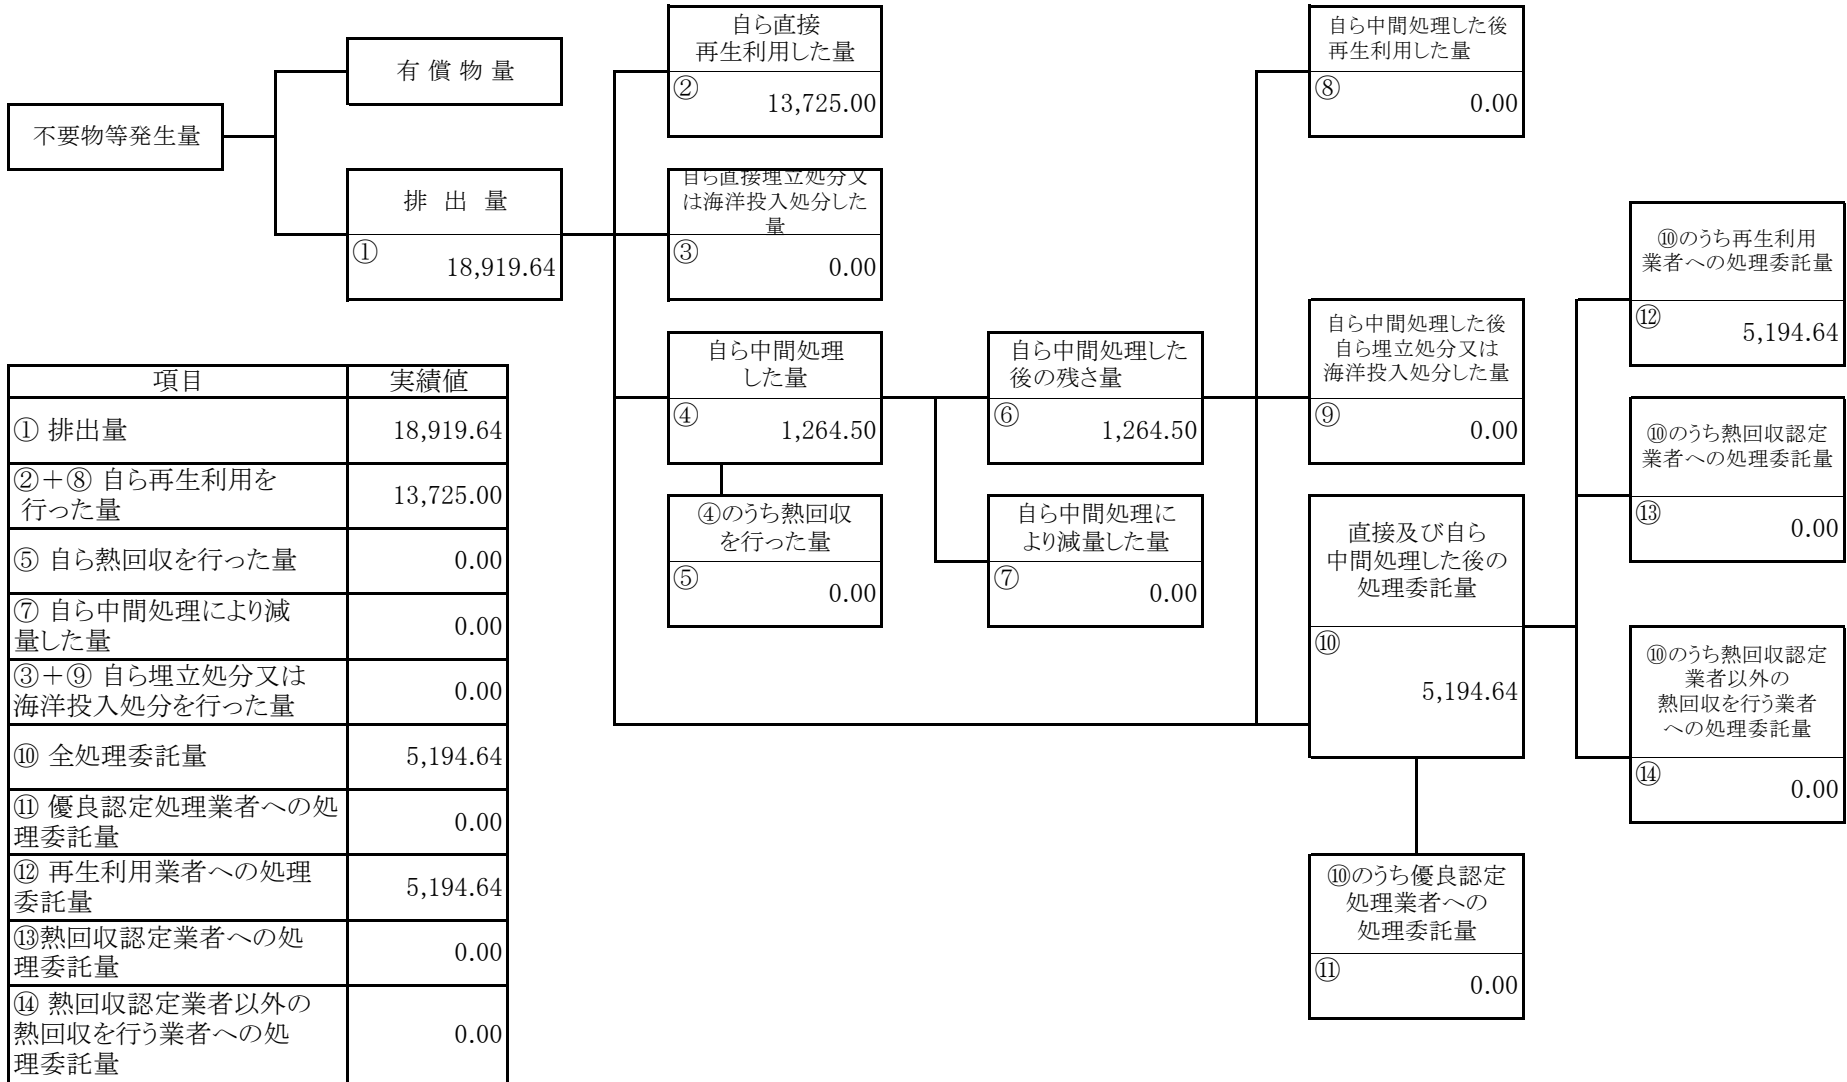 不要物等発生量
有 償 物 量
排 出 量
①
18,919.64
自ら直接
再生利用した量
②
13,725.00
自ら直接埋立処分又
は海洋投入処分した
量
③
0.00
自ら中間処理
した量
④
1,264.50
④のうち熱回収
を行った量
⑤
0.00
自ら中間処理した
後の残さ量
⑥
1,264.50
自ら中間処理に
より減量した量
⑦
0.00
自ら中間処理した後
再生利用した量
⑧
0.00
自ら中間処理した後
自ら埋立処分又は
海洋投入処分した量
⑨
0.00
直接及び自ら
中間処理した後の
処理委託量
⑩
5,194.64
⑩のうち優良認定
処理業者への
処理委託量
⑪
0.00
⑩のうち再生利用
業者への処理委託量
⑫
5,194.64
⑩のうち熱回収認定
業者への処理委託量
⑬
0.00
⑩のうち熱回収認定
業者以外の
熱回収を行う業者
への処理委託量
⑭
0.00
項目 実績値
① 排出量 18,919.64
②+⑧ 自ら再生利用を
行った量 13,725.00
⑤ 自ら熱回収を行った量 0.00
⑦ 自ら中間処理により減
量した量 0.00
③+⑨ 自ら埋立処分又は
海洋投入処分を行った量 0.00
⑩ 全処理委託量 5,194.64
⑪ 優良認定処理業者への処
理委託量 0.00
⑫ 再生利用業者への処理
委託量 5,194.64
⑬熱回収認定業者への処
理委託量 0.00
⑭ 熱回収認定業者以外の
熱回収を行う業者への処
理委託量 0.00